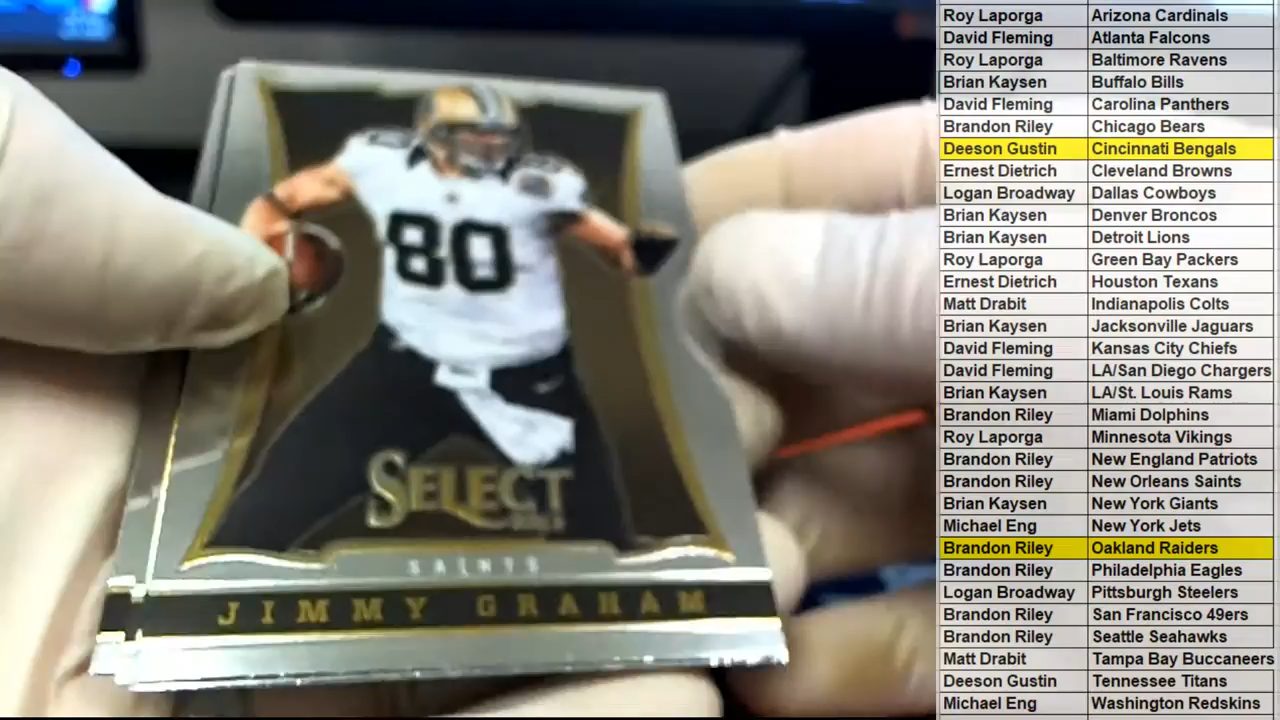 80
80
SELECT
SAINTS
JIMMY GRAHAM
Roy Laporga Arizona Cardinals
David Fleming Atlanta Falcons
Roy Laporga Baltimore Ravens
Brian Kaysen Buffalo Bills
David Fleming Carolina Panthers
Brandon Riley Chicago Bears
Deeson Gustin Cincinnati Bengals
Ernest Dietrich Cleveland Browns
Logan Broadway Dallas Cowboys
Brian Kaysen Denver Broncos
Brian Kaysen Detroit Lions
Roy Laporga Green Bay Packers
Ernest Dietrich Houston Texans
Matt Drabit Indianapolis Colts
Brian Kaysen Jacksonville Jaguars
David Fleming Kansas City Chiefs
David Fleming LA/San Diego Chargers
Brian Kaysen LA/St. Louis Rams
Brandon Riley Miami Dolphins
Roy Laporga Minnesota Vikings
Brandon Riley New England Patriots
Brandon Riley New Orleans Saints
Brian Kaysen New York Giants
Michael Eng New York Jets
Brandon Riley Oakland Raiders
Brandon Riley Philadelphia Eagles
Logan Broadway Pittsburgh Steelers
Brandon Riley San Francisco 49ers
Brandon Riley Seattle Seahawks
Matt Drabit Tampa Bay Buccaneers
Deeson Gustin Tennessee Titans
Michael Eng Washington Redskins